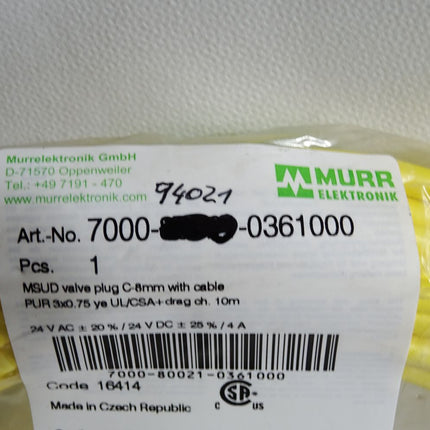 Murrelektronik GmbH
D-71570 Oppenweiler
Tel.: +49 7191 - 470
www.murrelektronik.com
94021
MURR
ELEKTRONIK
Art.-No. 7000- -0361000
Pcs. 1
MSUD valve plug C-8mm with cable
PUR 3x0.75 ye UL/CSA+drag ch. 10m
24 V AC ± 20% / 24 V DC ± 25% / 4 A
7000-80021-0361000
Code 16414
Made in Czech Republic
C SA US